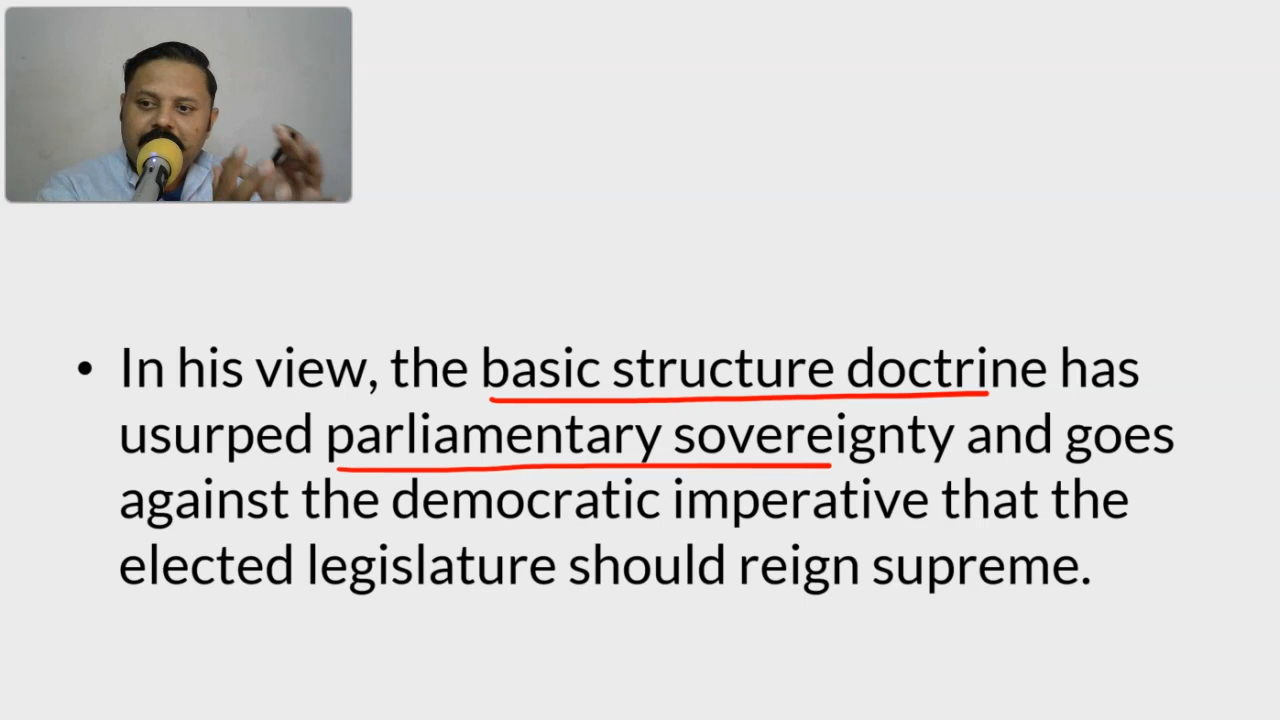 • In his view, the basic structure doctrine has
usurped parliamentary sovereignty and goes
against the democratic imperative that the
elected legislature should reign supreme.